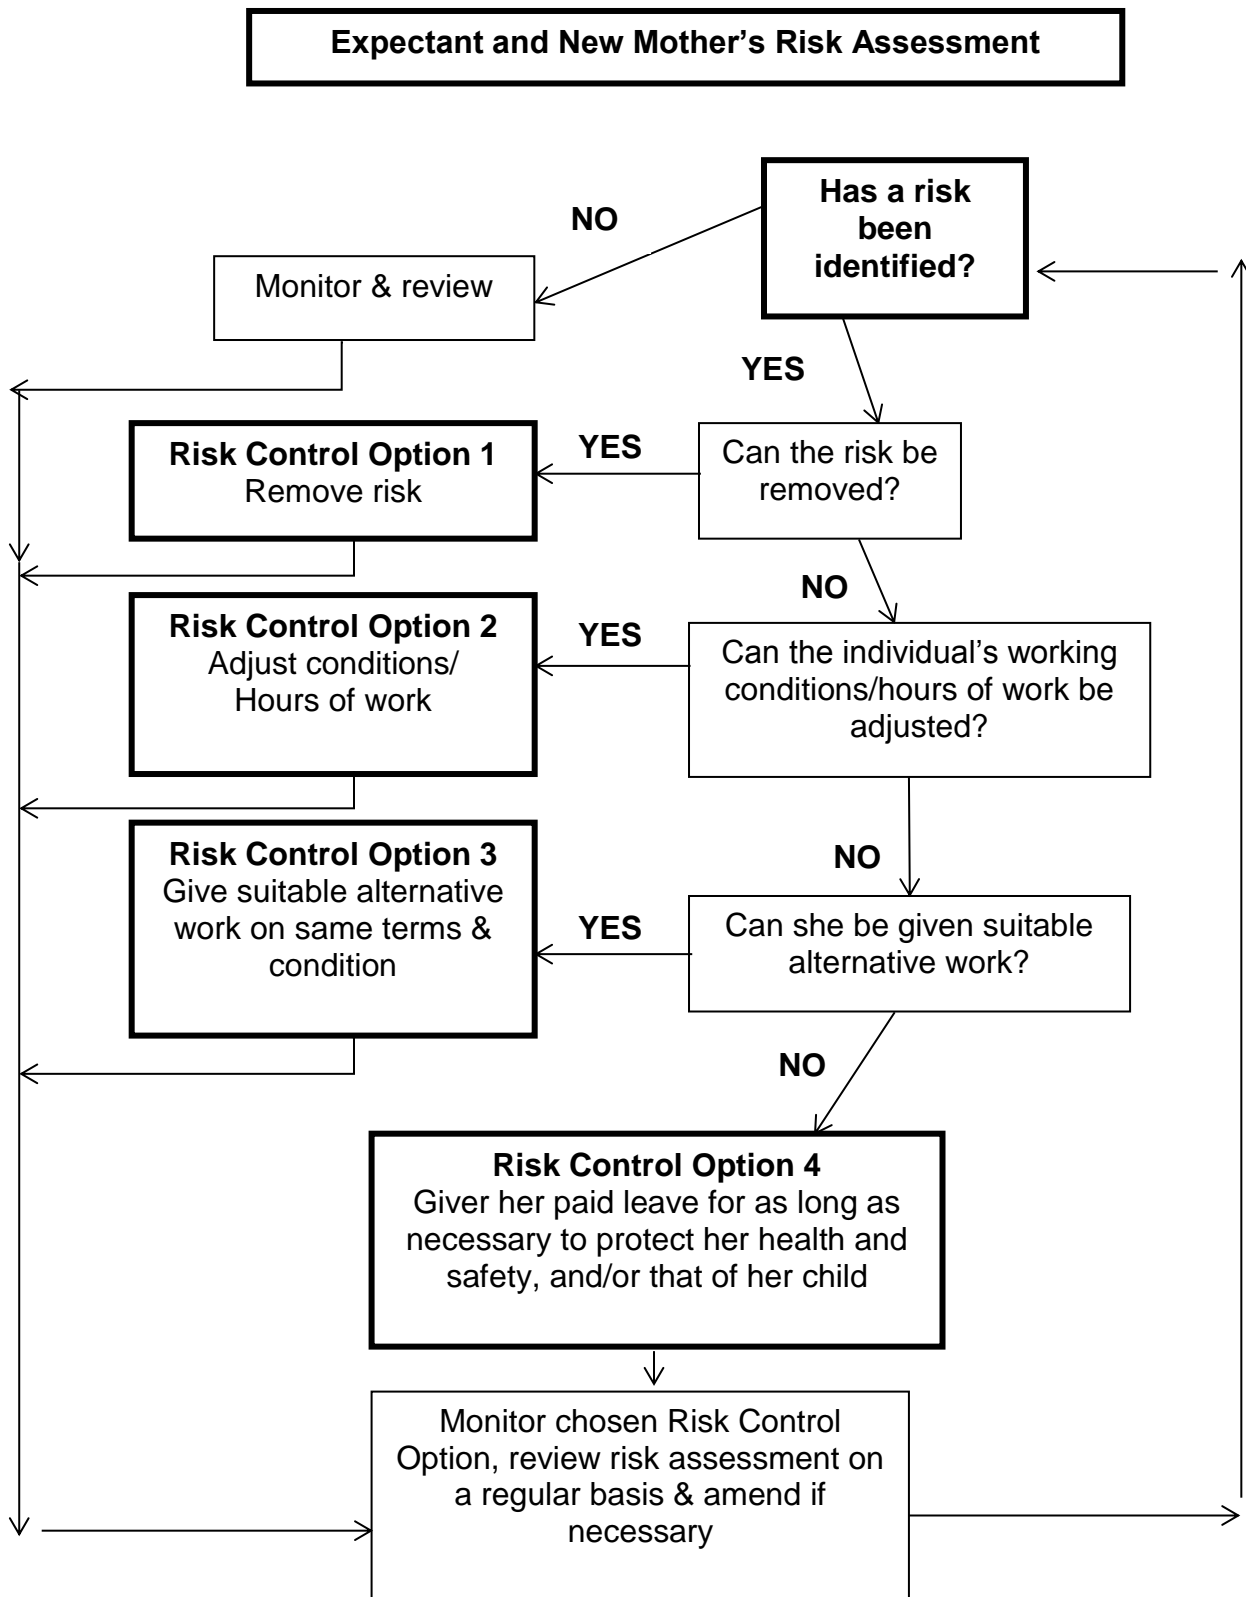 Expectant and New Mother’s Risk Assessment
Has a risk
been
identified?
NO
Monitor & review
YES
Risk Control Option 1
Remove risk
YES
Can the risk be
removed?
NO
Risk Control Option 2
Adjust conditions/
Hours of work
YES
Can the individual’s working
conditions/hours of work be
adjusted?
NO
Risk Control Option 3
Give suitable alternative
work on same terms &
condition
YES
Can she be given suitable
alternative work?
NO
Risk Control Option 4
Giver her paid leave for as long as
necessary to protect her health and
safety, and/or that of her child
Monitor chosen Risk Control
Option, review risk assessment on
a regular basis & amend if
necessary